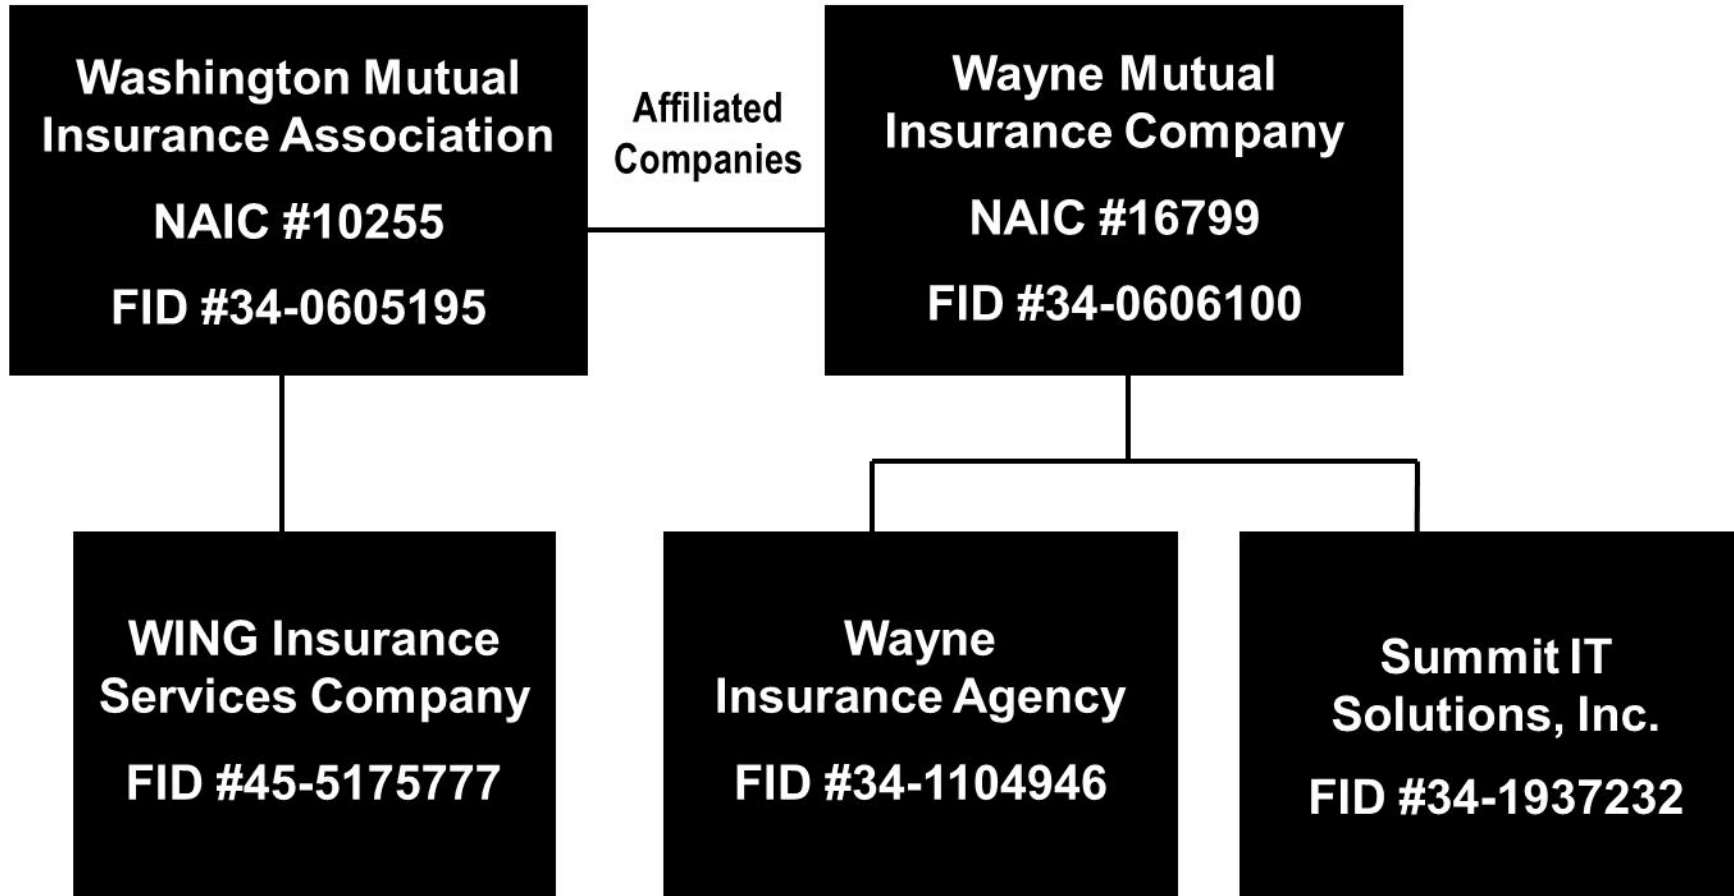 Washington Mutual
Insurance Association
NAIC #10255
FID #34-0605195
Affiliated
Companies
Wayne Mutual
Insurance Company
NAIC #16799
FID #34-0606100
WING Insurance
Services Company
FID #45-5175777
Wayne
Insurance Agency
FID #34-1104946
Summit IT
Solutions, Inc.
FID #34-1937232